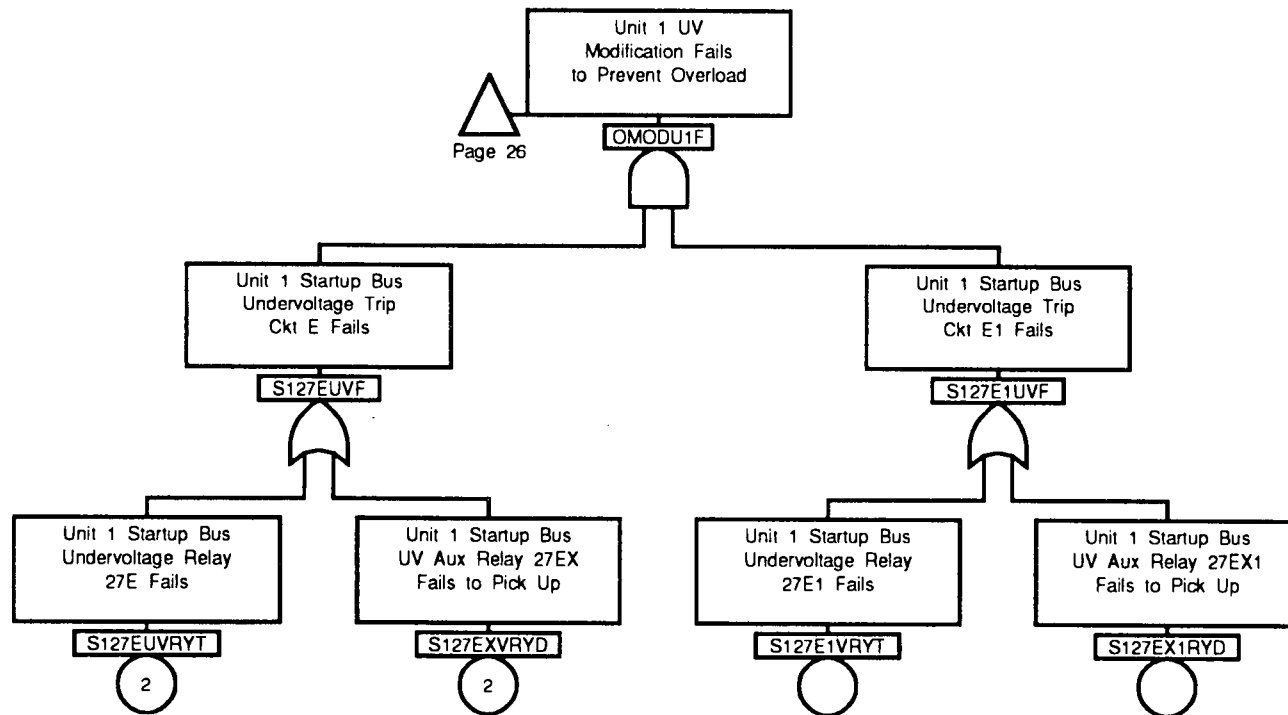 Unit 1 UV
Modification Fails
to Prevent Overload
Page 26
OMODU1F
Unit 1 Startup Bus
Undervoltage Trip
Ckt E Fails
S127EUVF
Unit 1 Startup Bus
Undervoltage Trip
Ckt E1 Fails
S127E1UVF
Unit 1 Startup Bus
Undervoltage Relay
27E Fails
S127EUVRYT
2
Unit 1 Startup Bus
UV Aux Relay 27EX
Fails to Pick Up
S127EXVRYD
2
Unit 1 Startup Bus
Undervoltage Relay
27E1 Fails
S127E1VRYT
Unit 1 Startup Bus
UV Aux Relay 27EX1
Fails to Pick Up
S127EX1RYD